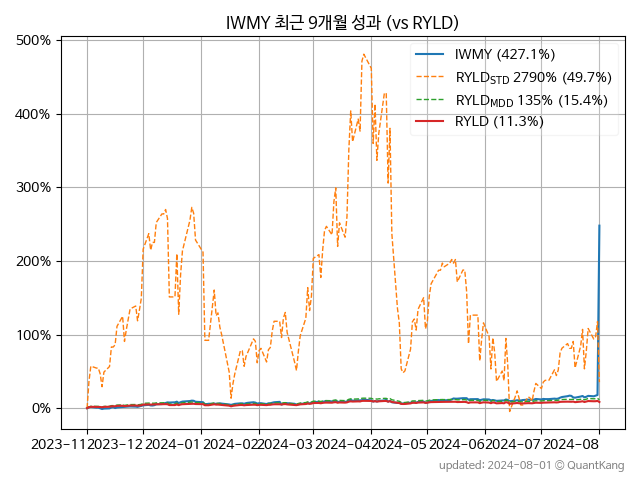 IWMY 최근 9개월 성과 (vs RYLD)
500%
400%
300%
200%
100%
0%
IWMY (427.1%)
RYLD_STD 2790% (49.7%)
RYLD_MDD 135% (15.4%)
RYLD (11.3%)
2023-11 2023-12 2024-01 2024-02 2024-03 2024-04 2024-05 2024-06 2024-07 2024-08
updated: 2024-08-01 © QuantKang